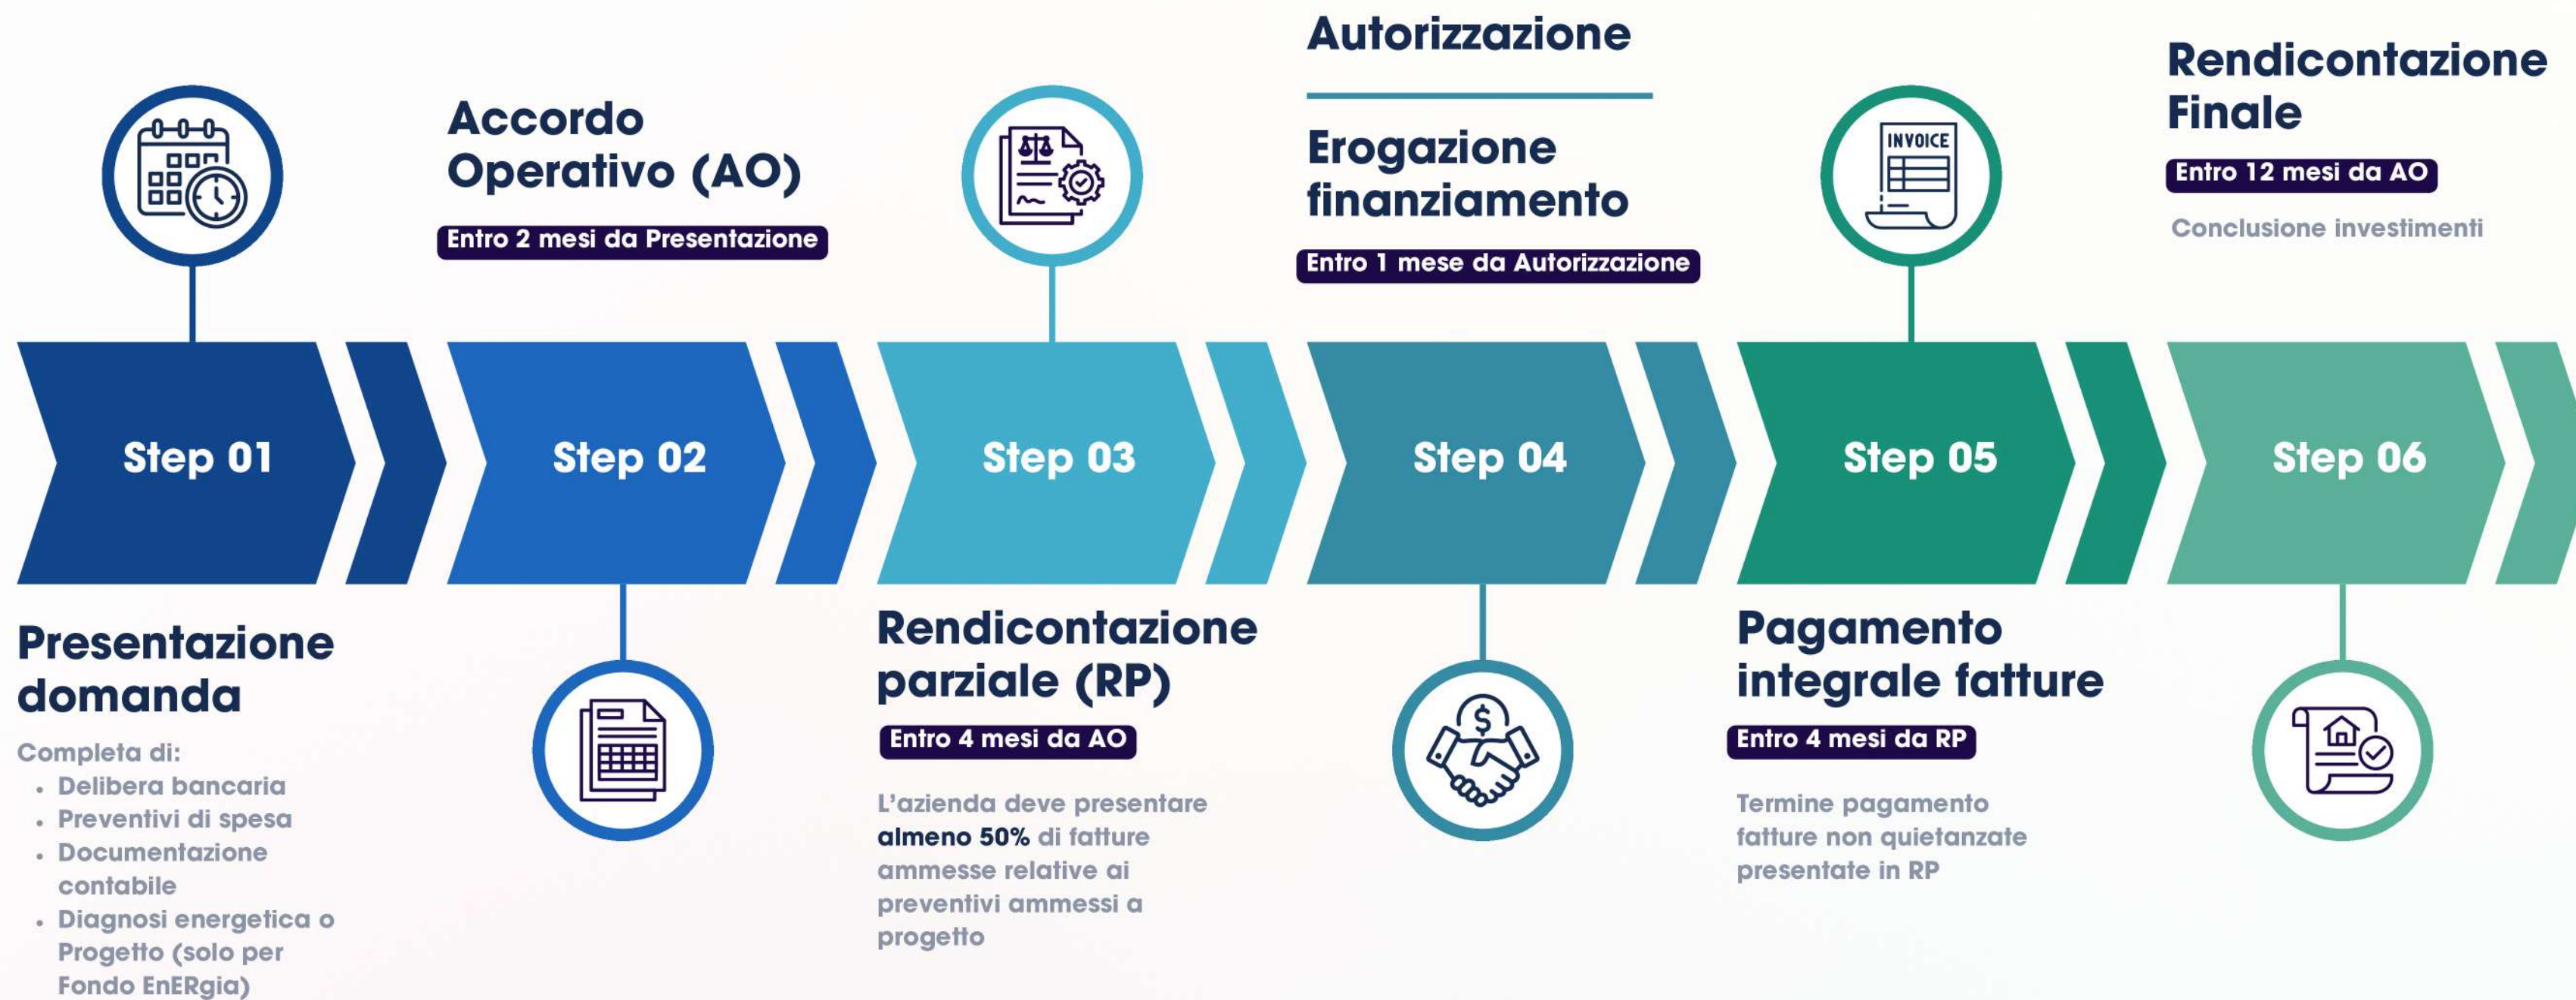 Step 01
Presentazione
domanda
Completa di:
• Delibera bancaria
• Preventivi di spesa
• Documentazione
contabile
• Diagnosi energetica o
Progetto (solo per
Fondo EnERgia)
Accordo
Operativo (AO)
Entro 2 mesi da Presentazione
Step 02
Step 03
Rendicontazione
parziale (RP)
Entro 4 mesi da AO
L'azienda deve presentare
almeno 50% di fatture
ammesse relative ai
preventivi ammessi a
progetto
Autorizzazione
Erogazione
finanziamento
Entro 1 mese da Autorizzazione
Step 04
$
INVOICE
Step 05
Pagamento
integrale fatture
Entro 4 mesi da RP
Termine pagamento
fatture non quietanzate
presentate in RP
Rendicontazione
Finale
Entro 12 mesi da AO
Conclusione investimenti
Step 06